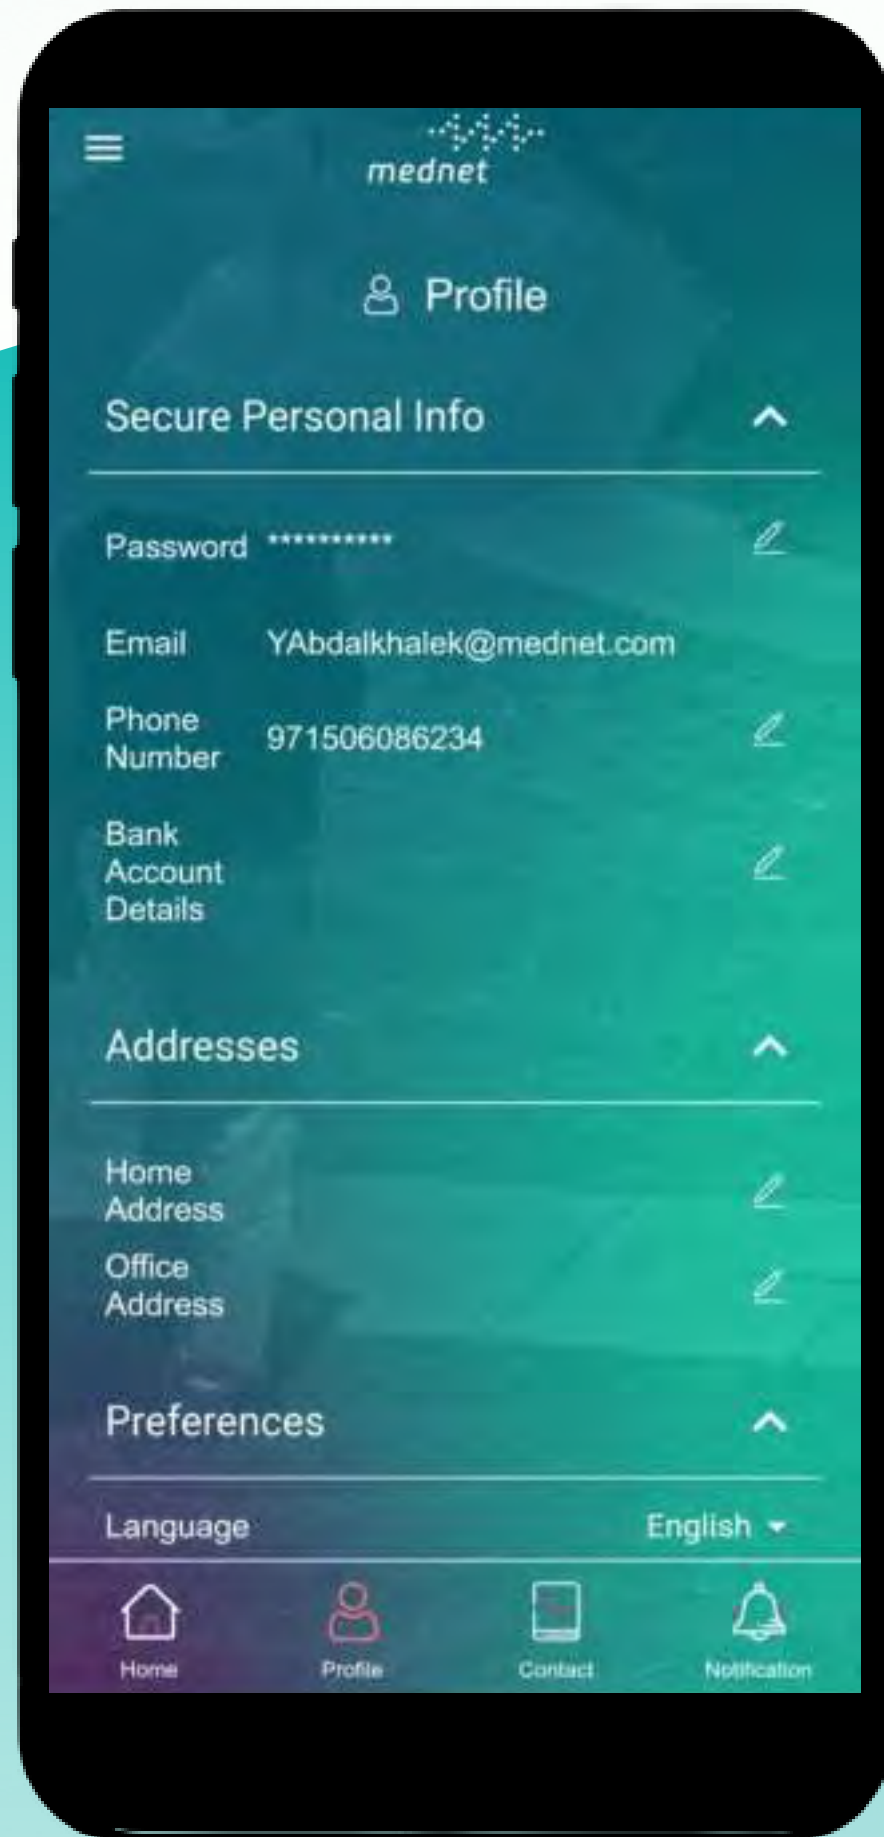 mednet
Profile
Secure Personal Info
Password **********
Email YAbdalkhalek@mednet.com
Phone
Number 971506086234
Bank
Account
Details
Addresses
Home
Address
Office
Address
Preferences
Language English
Home Profile Contact Notification